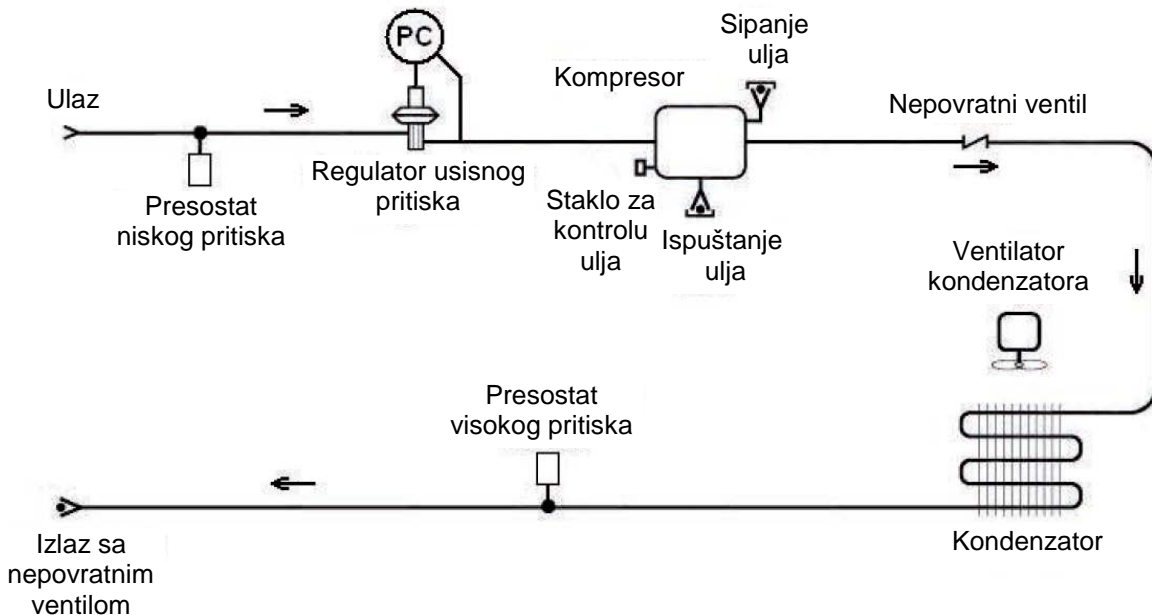 PC
Sipanje
ulja
Kompresor
Ulaz
Nepovratni ventil
Regulator usisnog
pritiska
Presostat
niskog pritiska
Staklo za
kontrolu
ulja
Ispuštanje
ulja
Ventilator
kondenzatora
Presostat
visokog pritiska
Kondenzator
Izlaz sa
nepovratnim
ventilom